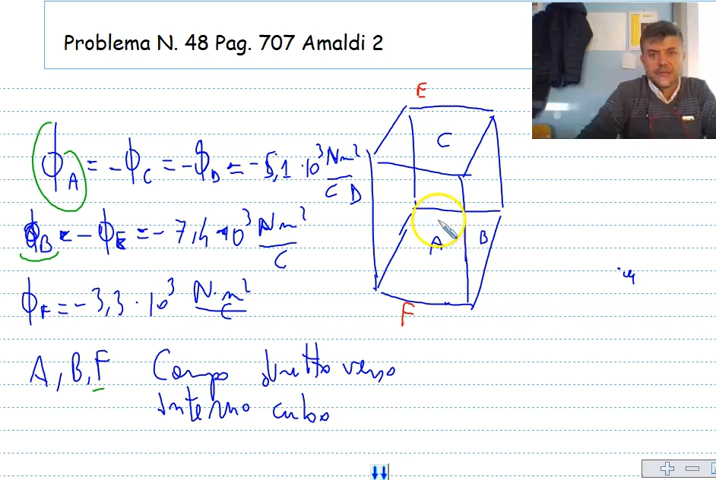 Problema N. 48 Pag. 707 Amaldi 2
ϕA = -ϕC = -ϕD = -5,1 · 10³ Nm²/C
ϕB = -ϕE = -7,4 · 10³ Nm²/C
ϕF = -3,3 · 10³ N·m²/C
A, B, F Campo diretto verso
interno cubo
E
C
D
A
B
F